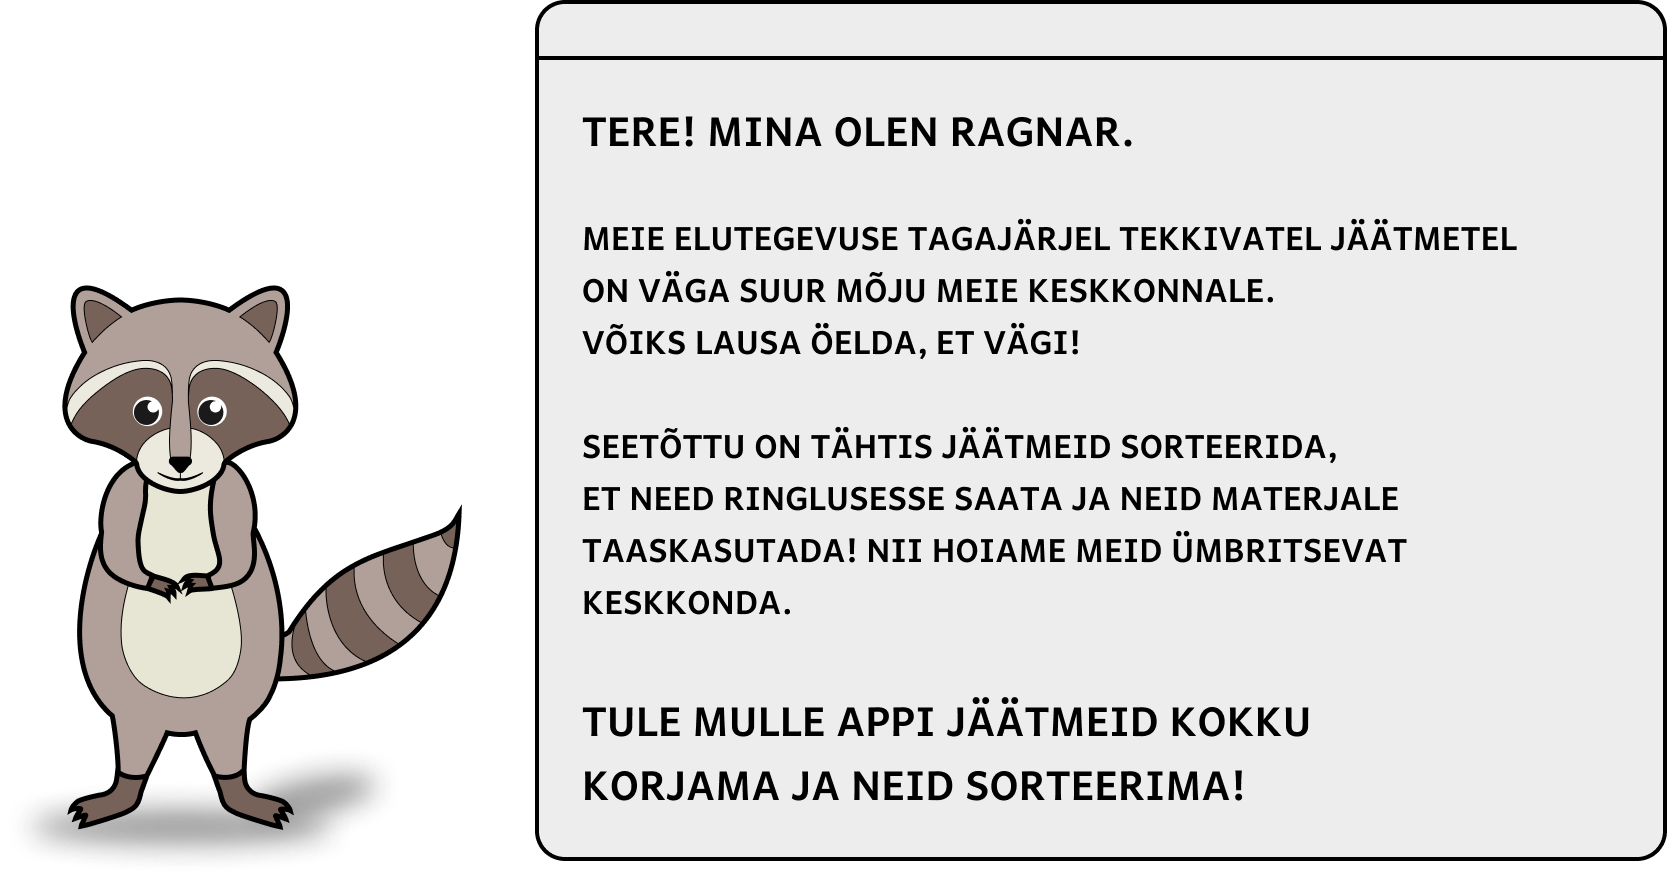 TERE! MINA OLEN RAGNAR.
MEIE ELUTEGEVUSE TAGAJÄRJEL TEKKIVATEL JÄÄTMETEL
ON VÄGA SUUR MÕJU MEIE KESKKONNALE.
VÕIKS LAUSA ÖELDA, ET VÄGI!
SEETÕTTU ON TÄHTIS JÄÄTMEID SORTEERIDA,
ET NEED RINGLUSESSE SAATA JA NEID MATERJALE
TAASKASUTADA! NII HOIAME MEID ÜMBRITSEVAT
KESKKONDA.
TULE MULLE APPI JÄÄTMEID KOKKU
KORJAMA JA NEID SORTEERIMA!